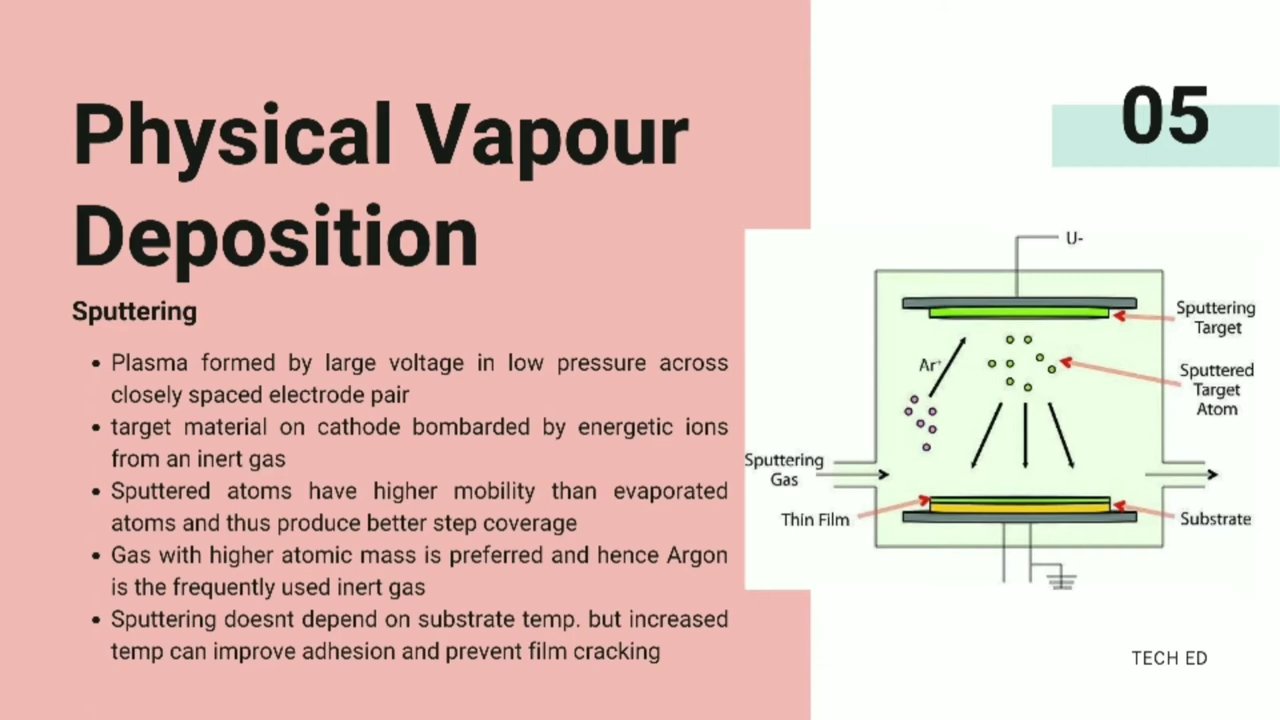 Physical Vapour
Deposition
05
Sputtering
• Plasma formed by large voltage in low pressure across
closely spaced electrode pair
• target material on cathode bombarded by energetic ions
from an inert gas
• Sputtered atoms have higher mobility than evaporated
atoms and thus produce better step coverage
• Gas with higher atomic mass is preferred and hence Argon
is the frequently used inert gas
• Sputtering doesnt depend on substrate temp. but increased
temp can improve adhesion and prevent film cracking
U-
Sputtering
Target
Ar⁺
Sputtered
Target
Atom
Sputtering
Gas
Thin Film
Substrate
TECH ED